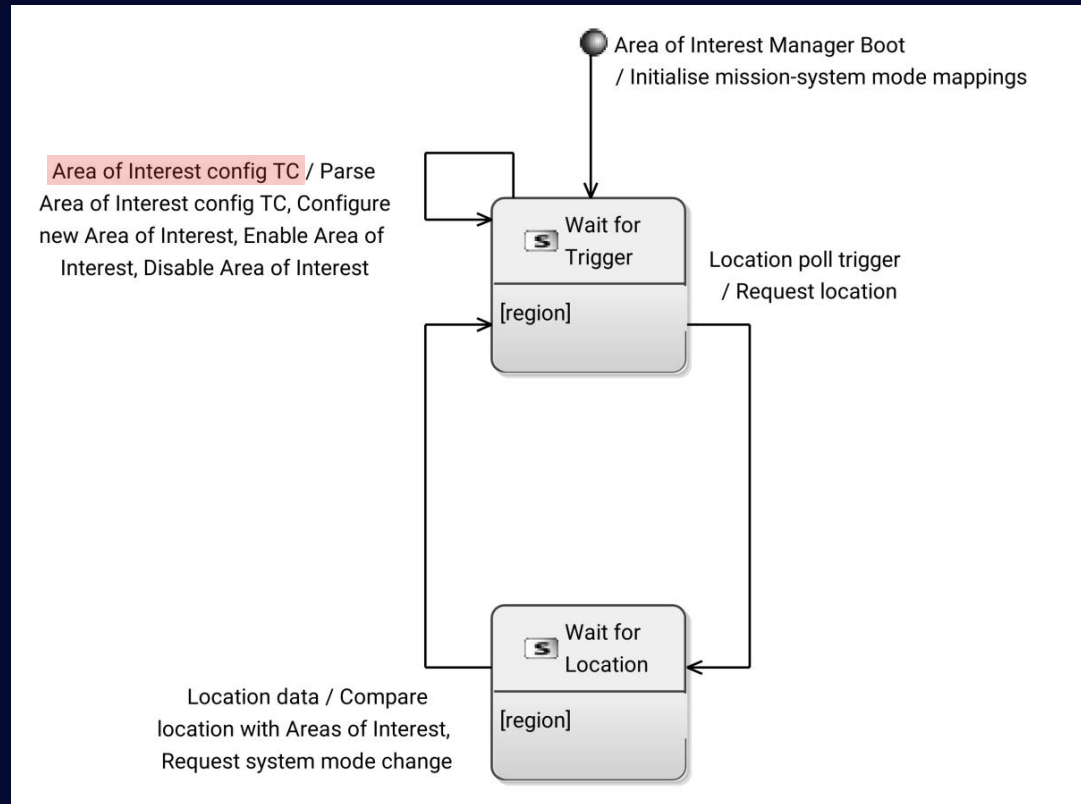 Area of Interest Manager Boot
/ Initialise mission-system mode mappings
Area of Interest config TC / Parse
Area of Interest config TC, Configure
new Area of Interest, Enable Area of
Interest, Disable Area of Interest
S
Wait for
Trigger
[region]
Location poll trigger
/ Request location
S
Wait for
Location
[region]
Location data / Compare
location with Areas of Interest,
Request system mode change